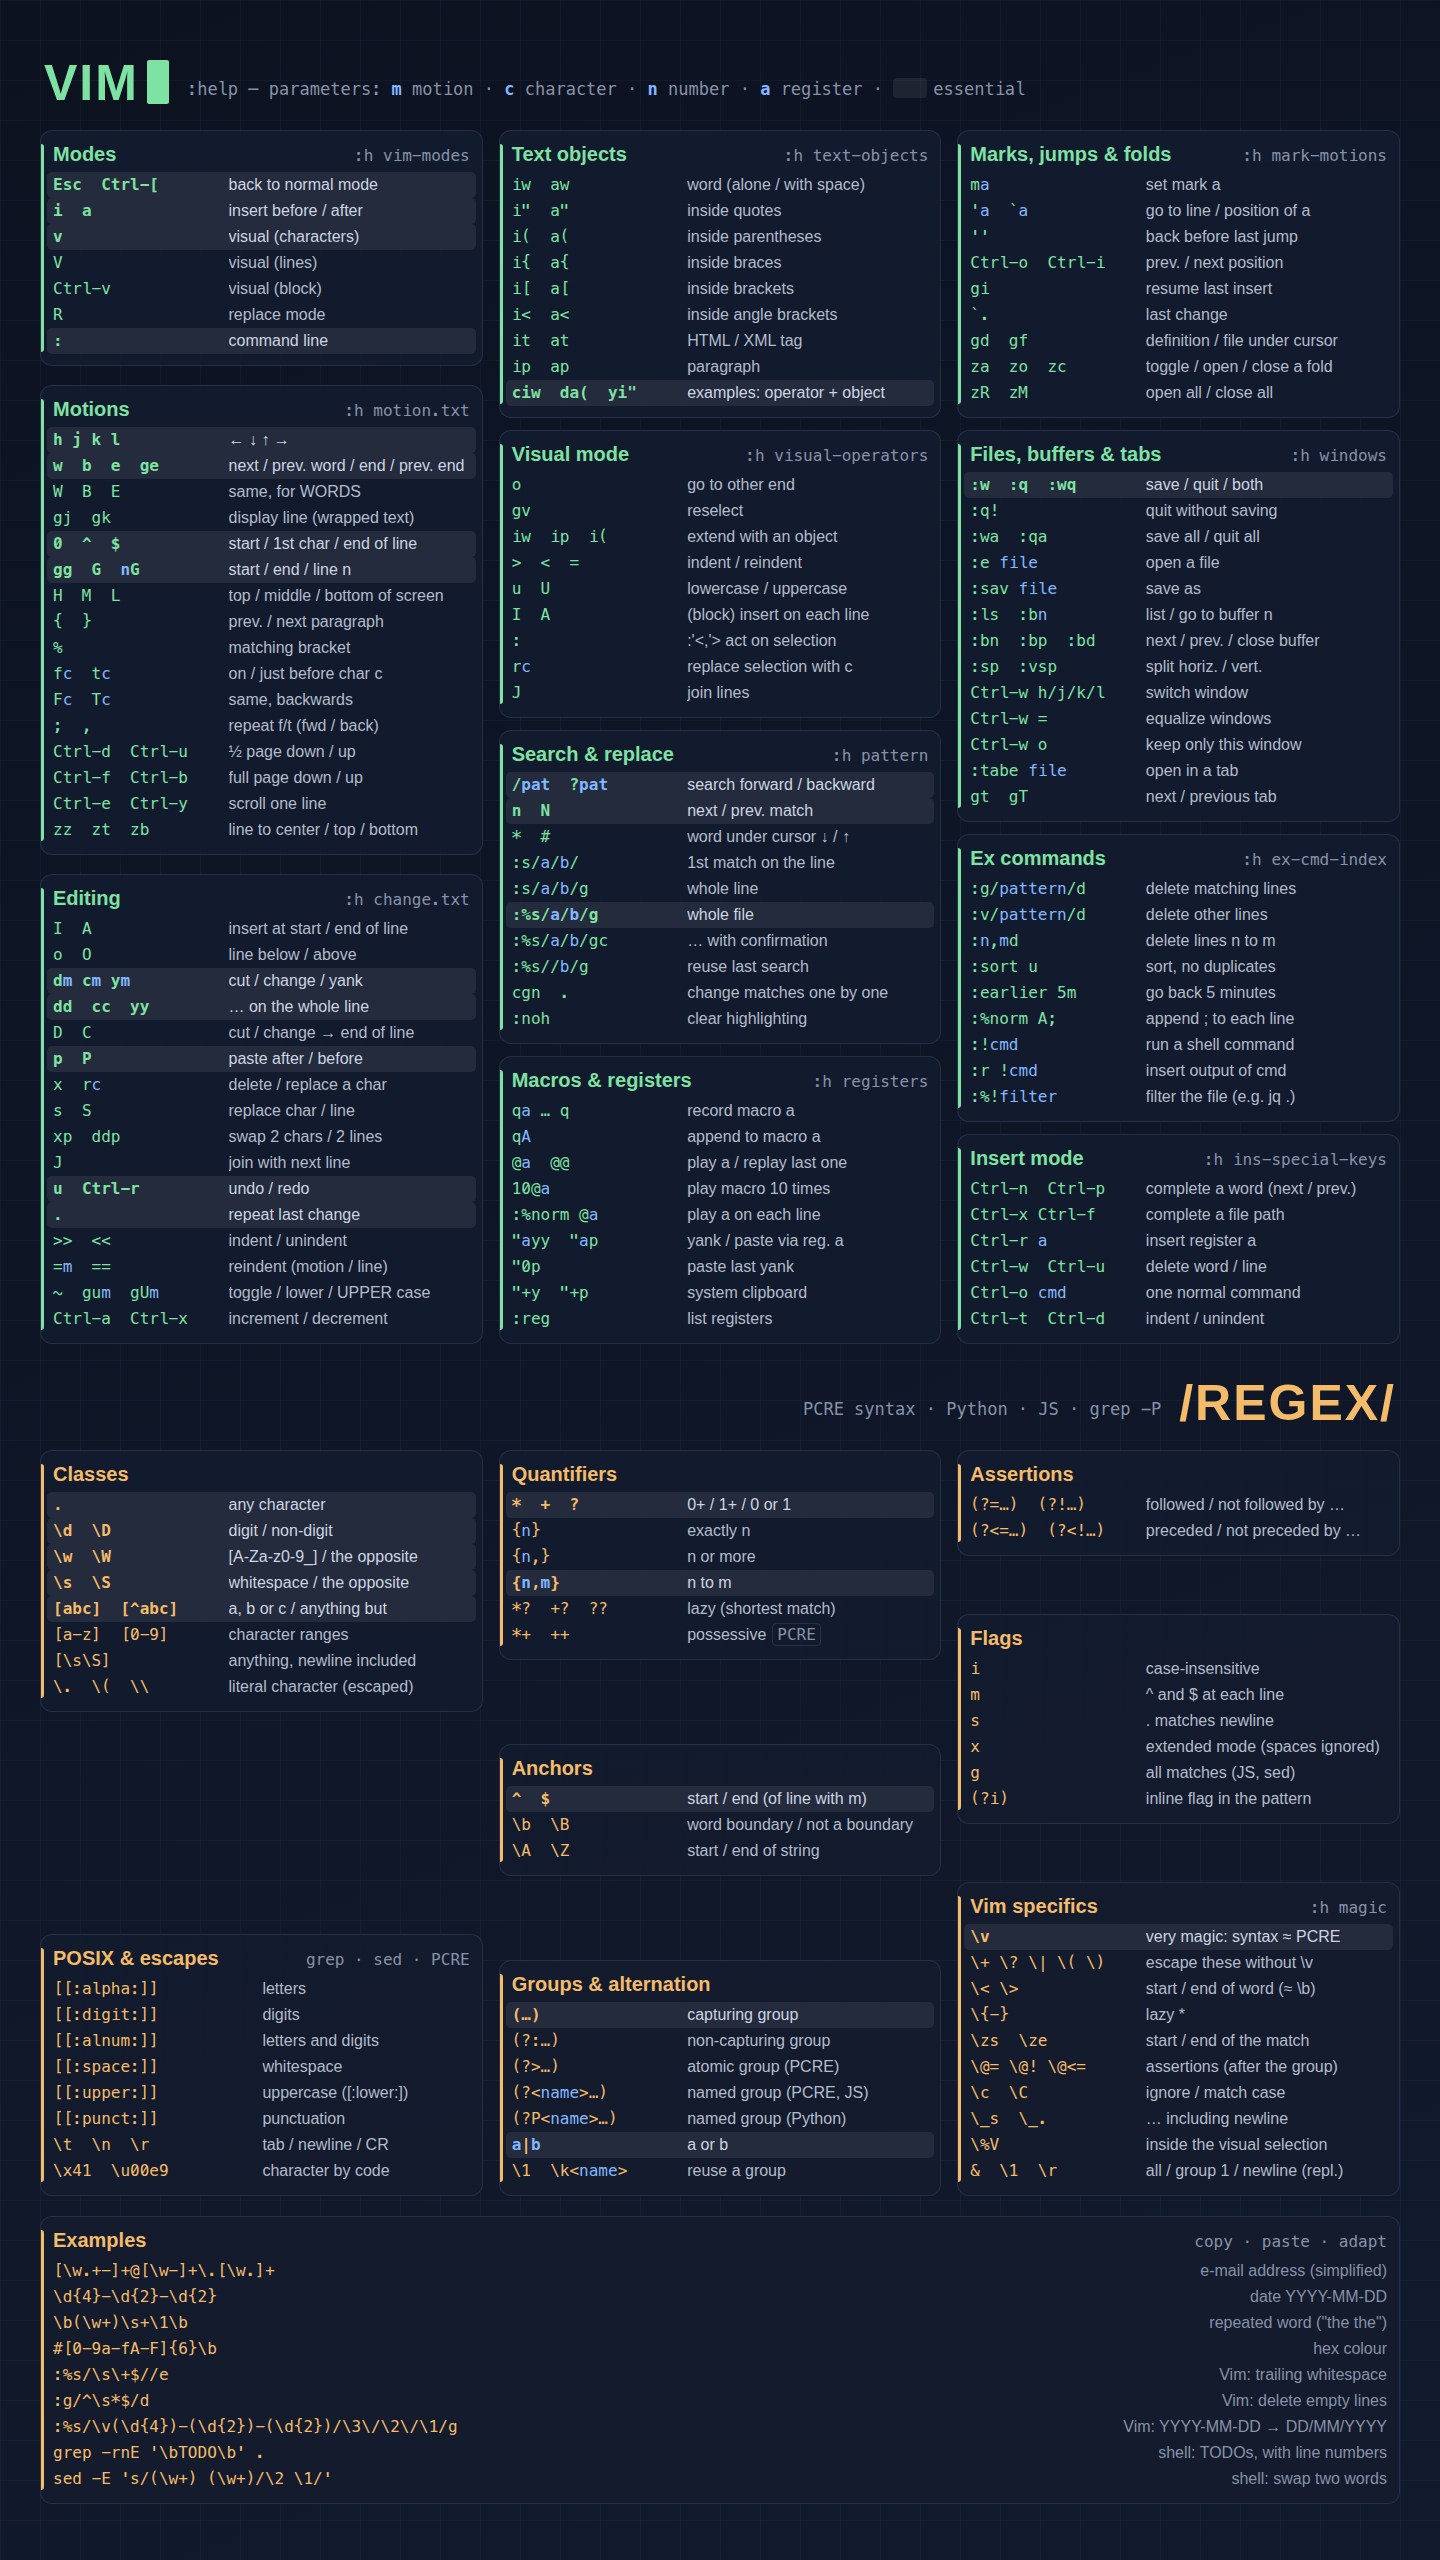 VIM :help – parameters: m motion · c character · n number · a register · essential
Modes :h vim-modes
Esc Ctrl-[ back to normal mode
i a insert before / after
v visual (characters)
V visual (lines)
Ctrl-v visual (block)
R replace mode
: command line
Motions :h motion.txt
h j k l ← ↓ ↑ →
w b e ge next / prev. word / end / prev. end
W B E same, for WORDS
gj gk display line (wrapped text)
0 ^ $ start / 1st char / end of line
gg G nG start / end / line n
H M L top / middle / bottom of screen
{ } prev. / next paragraph
% matching bracket
fc tc on / just before char c
Fc Tc same, backwards
; , repeat f/t (fwd / back)
Ctrl-d Ctrl-u ½ page down / up
Ctrl-f Ctrl-b full page down / up
Ctrl-e Ctrl-y scroll one line
zz zt zb line to center / top / bottom
Editing :h change.txt
I A insert at start / end of line
o O line below / above
dm cm ym cut / change / yank
dd cc yy … on the whole line
D C cut / change → end of line
p P paste after / before
x rc delete / replace a char
s S replace char / line
xp ddp swap 2 chars / 2 lines
J join with next line
u Ctrl-r undo / redo
. repeat last change
>> << indent / unindent
=m == reindent (motion / line)
~ gum gUm toggle / lower / UPPER case
Ctrl-a Ctrl-x increment / decrement
Text objects :h text-objects
iw aw word (alone / with space)
i" a" inside quotes
i( a( inside parentheses
i{ a{ inside braces
i[ a[ inside brackets
i< a< inside angle brackets
it at HTML / XML tag
ip ap paragraph
ciw da( yi" examples: operator + object
Visual mode :h visual-operators
o go to other end
gv reselect
iw ip i( extend with an object
> < = indent / reindent
u U lowercase / uppercase
I A (block) insert on each line
: :'<,'> act on selection
rc replace selection with c
J join lines
Search & replace :h pattern
/pat ?pat search forward / backward
n N next / prev. match
* # word under cursor ↓ / ↑
:s/a/b/ 1st match on the line
:s/a/b/g whole line
:%s/a/b/g whole file
:%s/a/b/gc … with confirmation
:%s//b/g reuse last search
cgn . change matches one by one
:noh clear highlighting
Macros & registers :h registers
qa … q record macro a
qA append to macro a
@a @@ play a / replay last one
10@a play macro 10 times
:%norm @a play a on each line
"ayy "ap yank / paste via reg. a
"0p paste last yank
"+y "+p system clipboard
:reg list registers
Marks, jumps & folds :h mark-motions
ma set mark a
'a `a go to line / position of a
'' back before last jump
Ctrl-o Ctrl-i prev. / next position
gi resume last insert
`. last change
gd gf definition / file under cursor
za zo zc toggle / open / close a fold
zR zM open all / close all
Files, buffers & tabs :h windows
:w :q :wq save / quit / both
:q! quit without saving
:wa :qa save all / quit all
:e file open a file
:sav file save as
:ls :bn list / go to buffer n
:bn :bp :bd next / prev. / close buffer
:sp :vsp split horiz. / vert.
Ctrl-w h/j/k/l switch window
Ctrl-w = equalize windows
Ctrl-w o keep only this window
:tabe file open in a tab
gt gT next / previous tab
Ex commands :h ex-cmd-index
:g/pattern/d delete matching lines
:v/pattern/d delete other lines
:n,md delete lines n to m
:sort u sort, no duplicates
:earlier 5m go back 5 minutes
:%norm A; append ; to each line
:!cmd run a shell command
:r !cmd insert output of cmd
:%!filter filter the file (e.g. jq .)
Insert mode :h ins-special-keys
Ctrl-n Ctrl-p complete a word (next / prev.)
Ctrl-x Ctrl-f complete a file path
Ctrl-r a insert register a
Ctrl-w Ctrl-u delete word / line
Ctrl-o cmd one normal command
Ctrl-t Ctrl-d indent / unindent
PCRE syntax · Python · JS · grep -P /REGEX/
Classes
. any character
\d \D digit / non-digit
\w \W [A-Za-z0-9_] / the opposite
\s \S whitespace / the opposite
[abc] [^abc] a, b or c / anything but
[a-z] [0-9] character ranges
[\s\S] anything, newline included
\. \( \\ literal character (escaped)
POSIX & escapes grep · sed · PCRE
[[:alpha:]] letters
[[:digit:]] digits
[[:alnum:]] letters and digits
[[:space:]] whitespace
[[:upper:]] uppercase ([:lower:])
[[:punct:]] punctuation
\t \n \r tab / newline / CR
\x41 \u00e9 character by code
Quantifiers
* + ? 0+ / 1+ / 0 or 1
{n} exactly n
{n,} n or more
{n,m} n to m
*? +? ?? lazy (shortest match)
*+ ++ possessive PCRE
Anchors
^ $ start / end (of line with m)
\b \B word boundary / not a boundary
\A \Z start / end of string
Groups & alternation
(…) capturing group
(?:…) non-capturing group
(?>…) atomic group (PCRE)
(?<name>…) named group (PCRE, JS)
(?P<name>…) named group (Python)
a|b a or b
\1 \k<name> reuse a group
Assertions
(?=…) (?!…) followed / not followed by …
(?<=…) (?<!…) preceded / not preceded by …
Flags
i case-insensitive
m ^ and $ at each line
s . matches newline
x extended mode (spaces ignored)
g all matches (JS, sed)
(?i) inline flag in the pattern
Vim specifics :h magic
\v very magic: syntax ≈ PCRE
\+ \? \| \( \) escape these without \v
\< \> start / end of word (≈ \b)
\{-} lazy *
\zs \ze start / end of the match
\@= \@! \@<= assertions (after the group)
\c \C ignore / match case
\_s \_. … including newline
\%V inside the visual selection
& \1 \r all / group 1 / newline (repl.)
Examples copy · paste · adapt
[\w.+-]+@[\w-]+\.[\w.]+ e-mail address (simplified)
\d{4}-\d{2}-\d{2} date YYYY-MM-DD
\b(\w+)\s+\1\b repeated word ("the the")
#[0-9a-fA-F]{6}\b hex colour
:%s/\s\+$//e Vim: trailing whitespace
:g/^\s*$/d Vim: delete empty lines
:%s/\v(\d{4})-(\d{2})-(\d{2})/\3\/\2\/\1/g Vim: YYYY-MM-DD → DD/MM/YYYY
grep -rnE '\bTODO\b' . shell: TODOs, with line numbers
sed -E 's/(\w+) (\w+)/\2 \1/' shell: swap two words